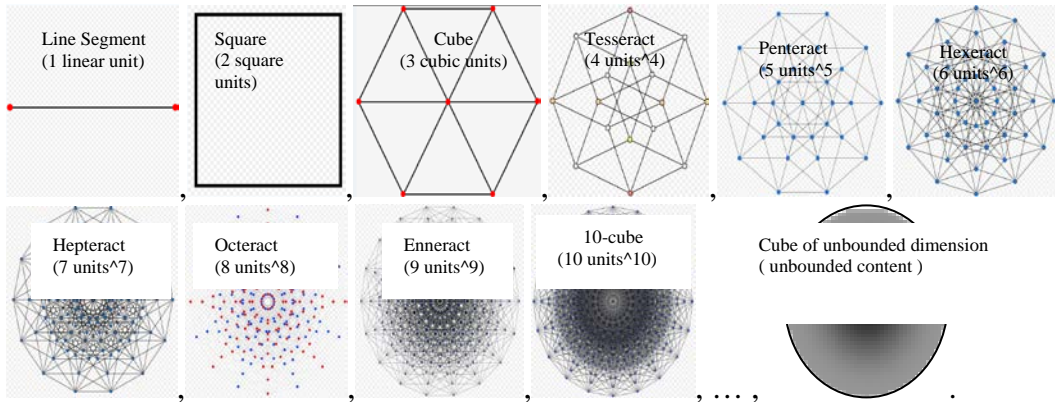 Line Segment
(1 linear unit)
Square
(2 square
units)
Cube
(3 cubic units)
Tesseract
(4 units^4)
Penteract
(5 units^5
Hexeract
(6 units^6)
, , , , ,
Hepteract
(7 units^7)
Octeract
(8 units^8)
Enneract
(9 units^9)
10-cube
(10 units^10)
Cube of unbounded dimension
( unbounded content )
, , , , … , .